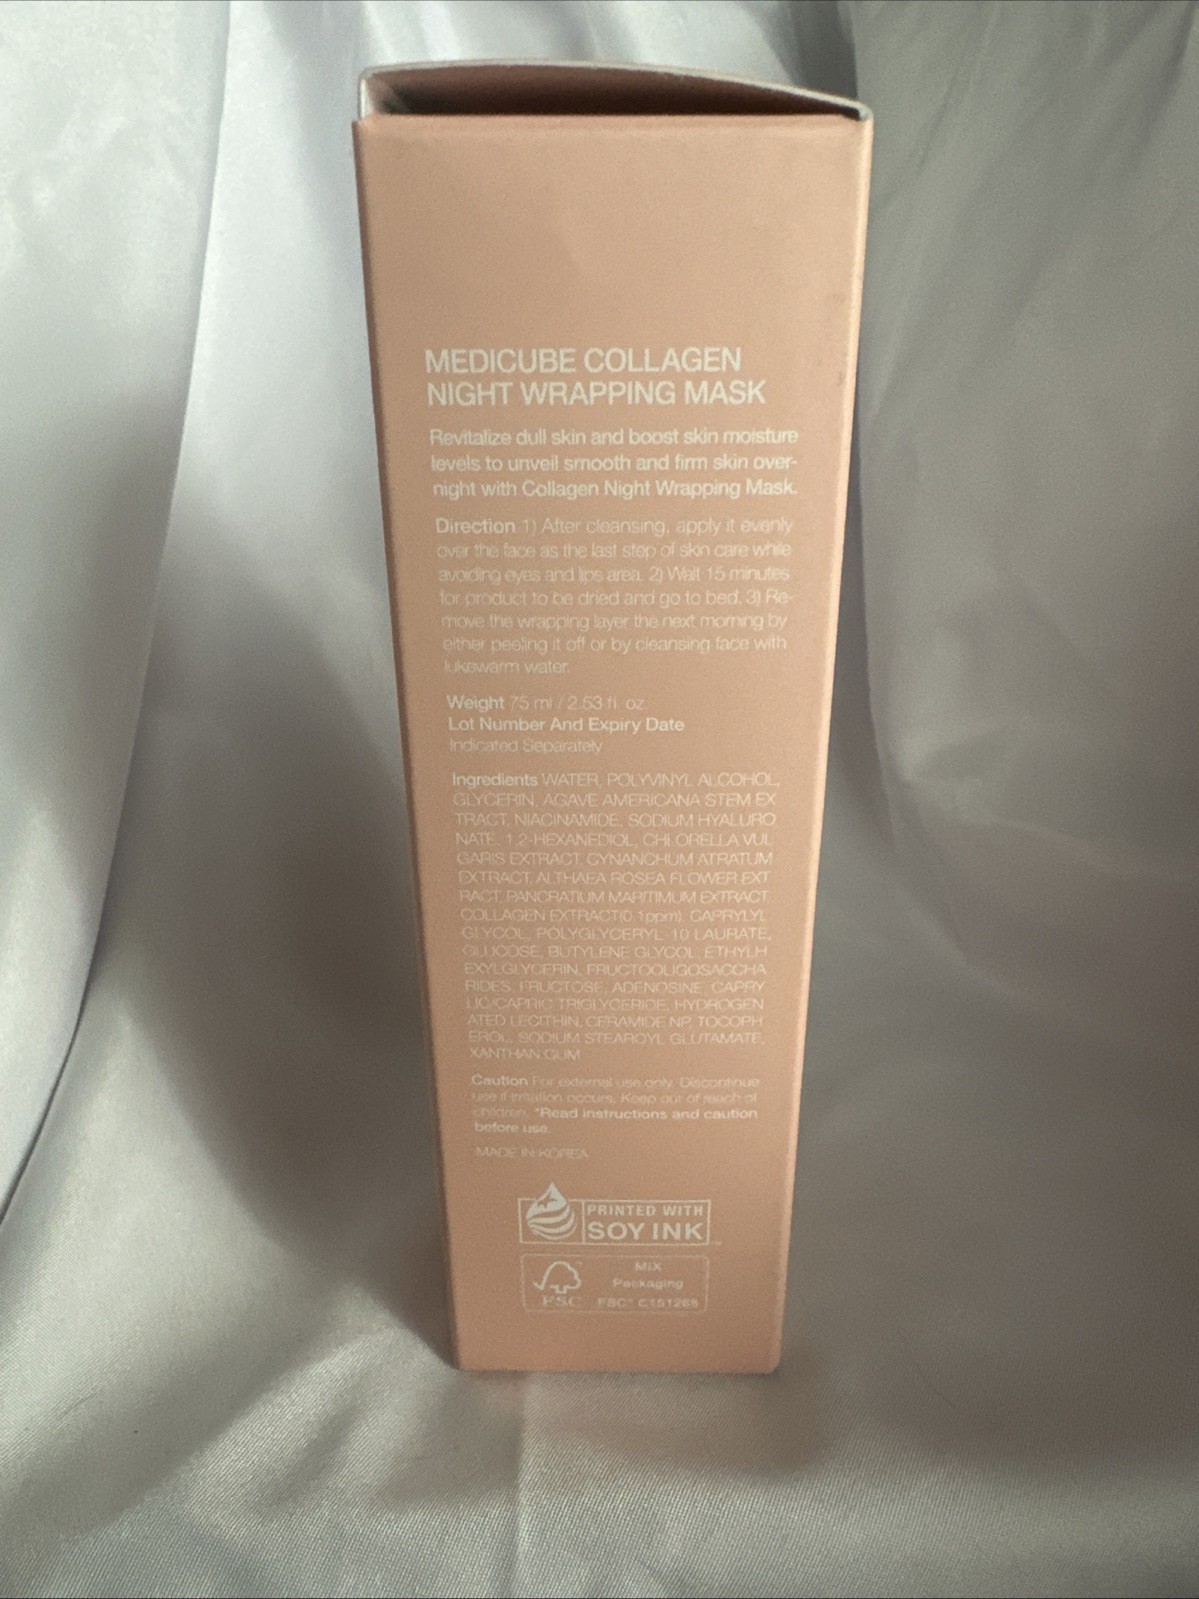 MEDICUBE COLLAGEN
NIGHT WRAPPING MASK
Revitalize dull skin and boost skin moisture
levels to unveil smooth and firm skin over-
night with Collagen Night Wrapping Mask.
Direction 1) After cleansing, apply it evenly
over the face as the last step of skin care while
avoiding eyes and lips area. 2) Wait 15 minutes
for product to be dried and go to bed. 3) Re-
move the wrapping layer the next morning by
either peeling it off or by cleansing face with
lukewarm water.
Weight 75 ml / 2.53 fl. oz.
Lot Number And Expiry Date
Indicated Separately
Ingredients WATER, POLYVINYL ALCOHOL,
GLYCERIN, AGAVE AMERICANA STEM EX
TRACT, NIACINAMIDE, SODIUM HYALURO
NATE, 1,2-HEXANEDIOL, CHLORELLA VUL
GARIS EXTRACT, CYNANCHUM ATRATUM
EXTRACT, ALTHAEA ROSEA FLOWER EXT
RACT, PANCRATIUM MARITIMUM EXTRACT,
COLLAGEN EXTRACT(0.1ppm), CAPRYLYL
GLYCOL, POLYGLYCERYL-10 LAURATE,
GLUCOSE, BUTYLENE GLYCOL, ETHYLH
EXYLGLYCERIN, FRUCTOOLIGOSACCHA
RIDES, FRUCTOSE, ADENOSINE, CAPRY
LIC/CAPRIC TRIGLYCERIDE, HYDROGEN
ATED LECITHIN, CERAMIDE NP, TOCOPH
EROL, SODIUM STEAROYL GLUTAMATE,
XANTHAN GUM
Caution For external use only. Discontinue
use if irritation occurs. Keep out of reach of
children. *Read instructions and caution
before use.
MADE IN KOREA
PRINTED WITH
SOY INK
MIX
Packaging
FSC
FSC® C151268